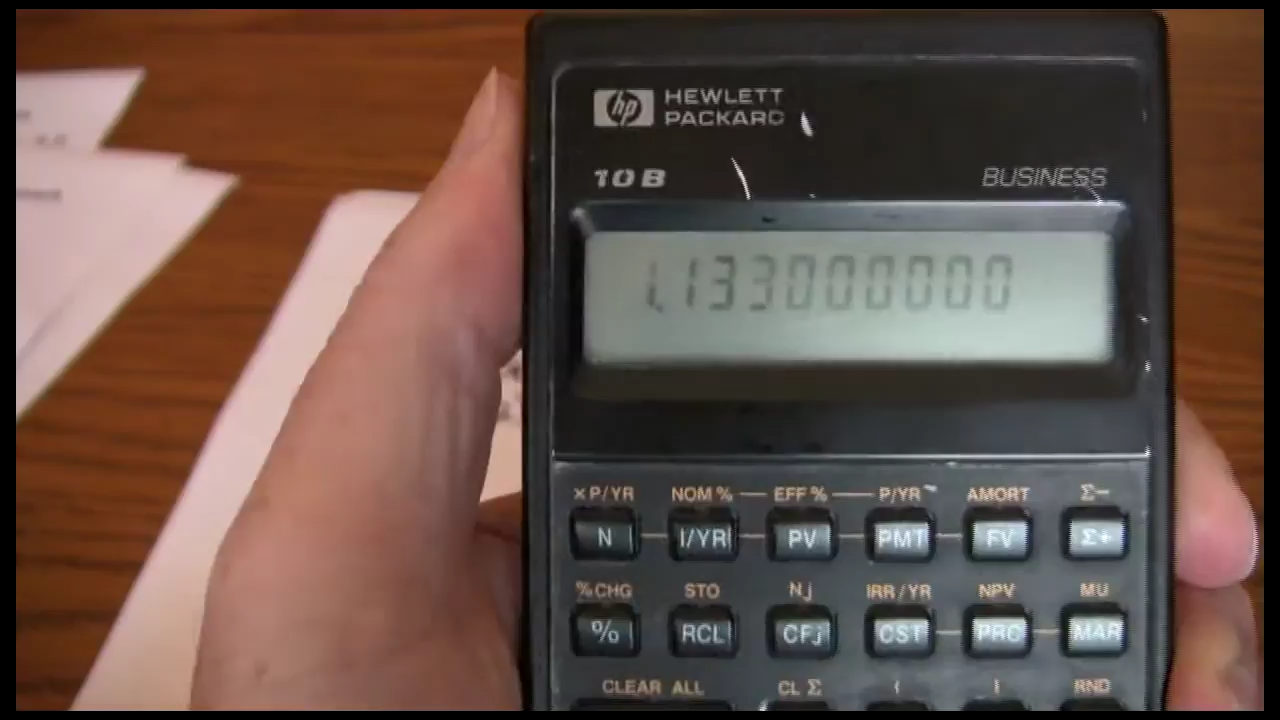 hp HEWLETT
PACKARD
10B BUSINESS
1.133000000
×P/YR NOM% EFF% P/YR AMORT Σ−
N I/YR PV PMT FV Σ+
%CHG STO Nj IRR/YR NPV MU
% RCL CFj CST PRC MAR
CLEAR ALL CL Σ ( ) RND